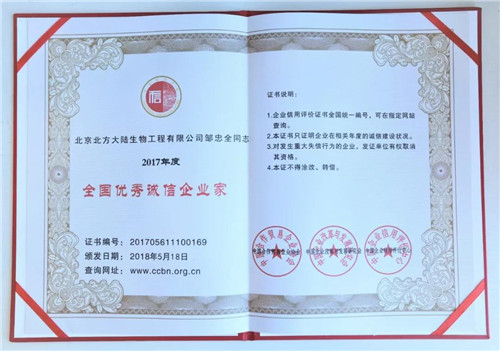 信
北京北方大陆生物工程有限公司邹忠全同志
2017年度
全国优秀诚信企业家
证书编号：201705611100169
颁发日期：2018年5月18日
查询网址：www.ccbn.org.cn
证书说明：
1.企业信用评价证书全国统一编号，可在指定网站
查询。
2.本证书只证明企业在相关年度的诚信建设状况。
3.对发生重大失信行为的企业，发证单位有权取消
其资格。
4.本证不得涂改、转借。